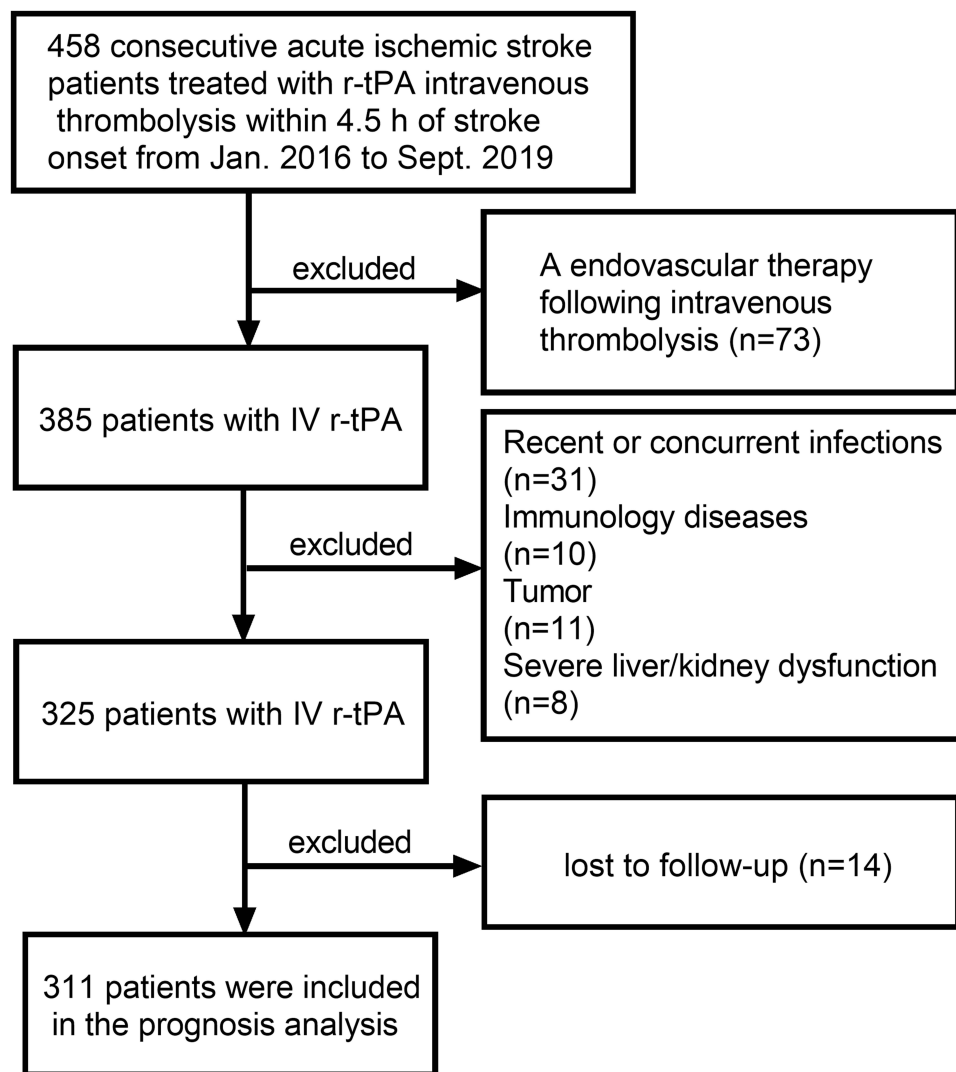 458 consecutive acute ischemic stroke
patients treated with r-tPA intravenous
thrombolysis within 4.5 h of stroke
onset from Jan. 2016 to Sept. 2019
excluded
A endovascular therapy
following intravenous
thrombolysis (n=73)
385 patients with IV r-tPA
excluded
Recent or concurrent infections
(n=31)
Immunology diseases
(n=10)
Tumor
(n=11)
Severe liver/kidney dysfunction
(n=8)
325 patients with IV r-tPA
excluded
lost to follow-up (n=14)
311 patients were included
in the prognosis analysis